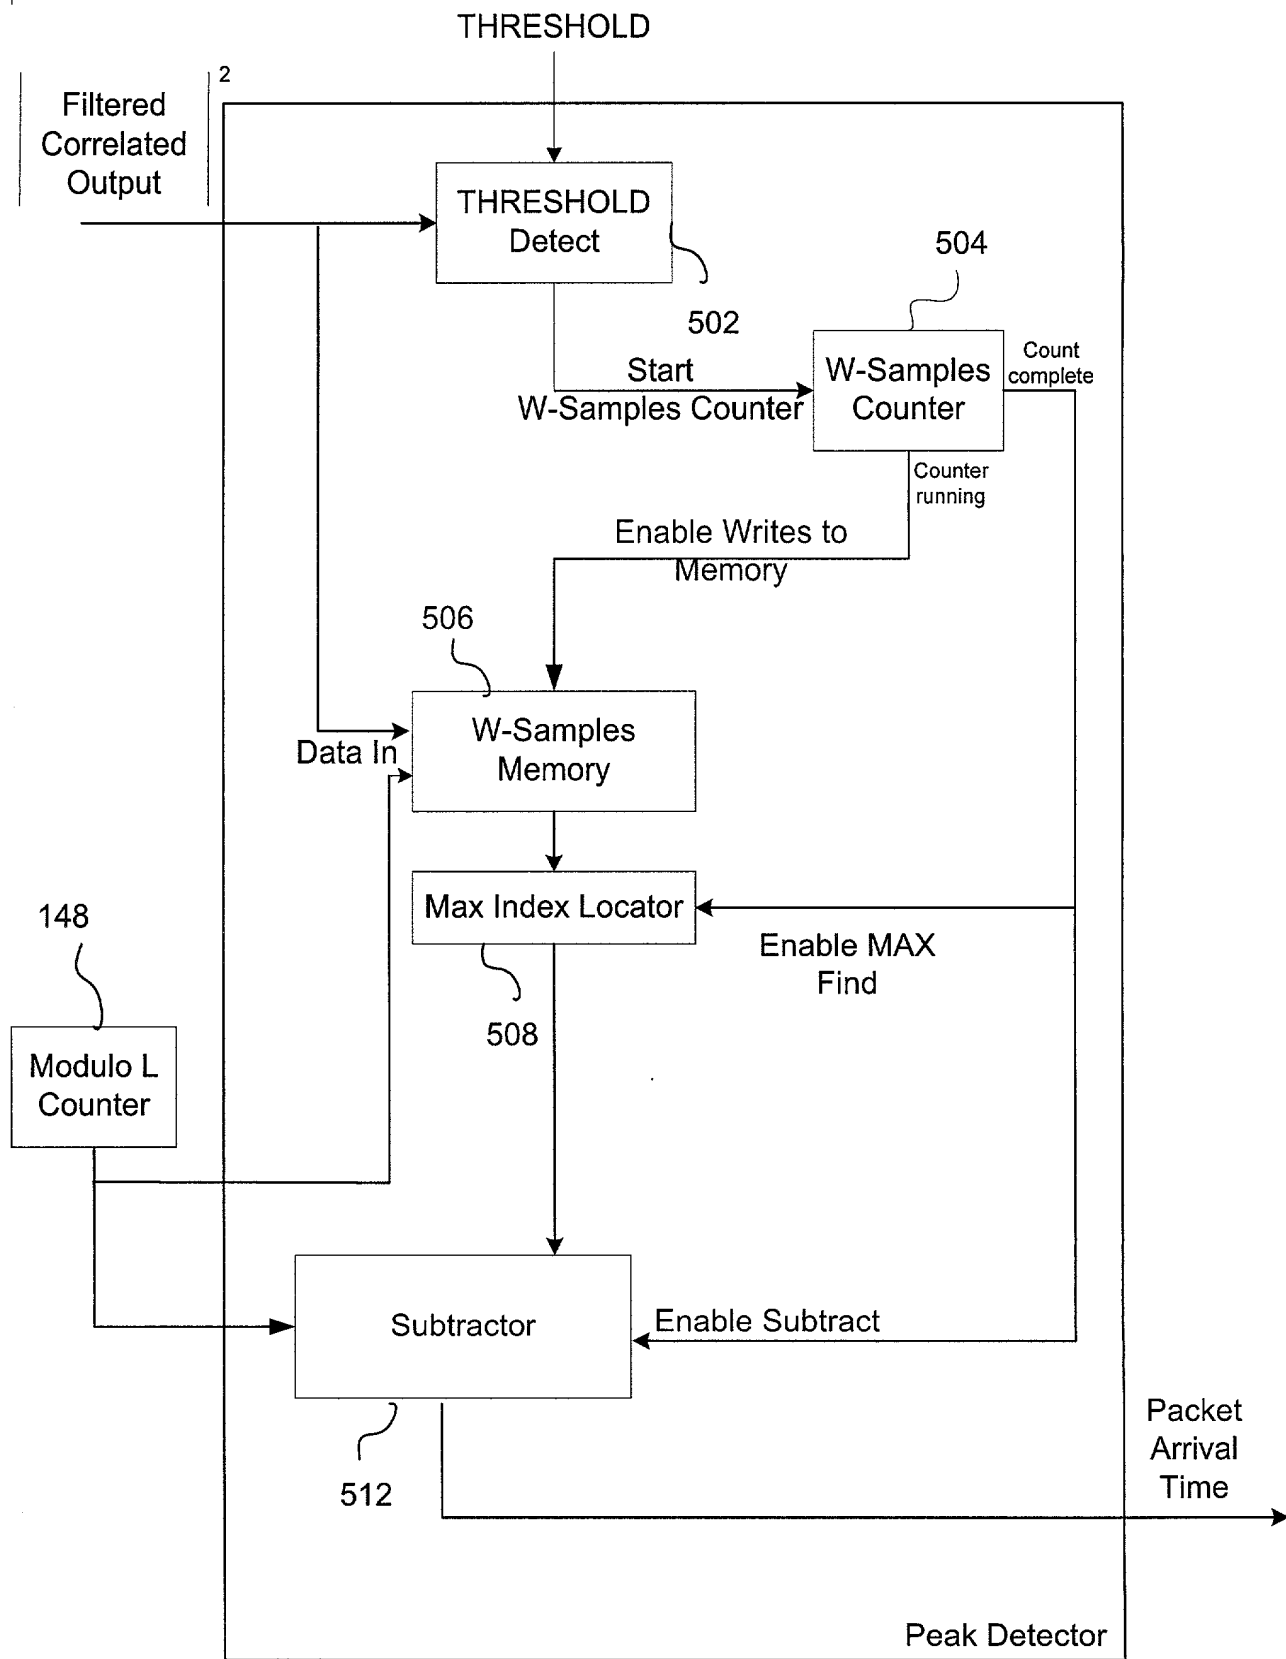 THRESHOLD
2
Filtered
Correlated
Output
THRESHOLD
Detect
502
504
Start
W-Samples Counter
W-Samples
Counter
Count
complete
Counter
running
Enable Writes to
Memory
506
W-Samples
Memory
Data In
Max Index Locator
Enable MAX
Find
508
148
Modulo L
Counter
Subtractor
Enable Subtract
512
Packet
Arrival
Time
Peak Detector